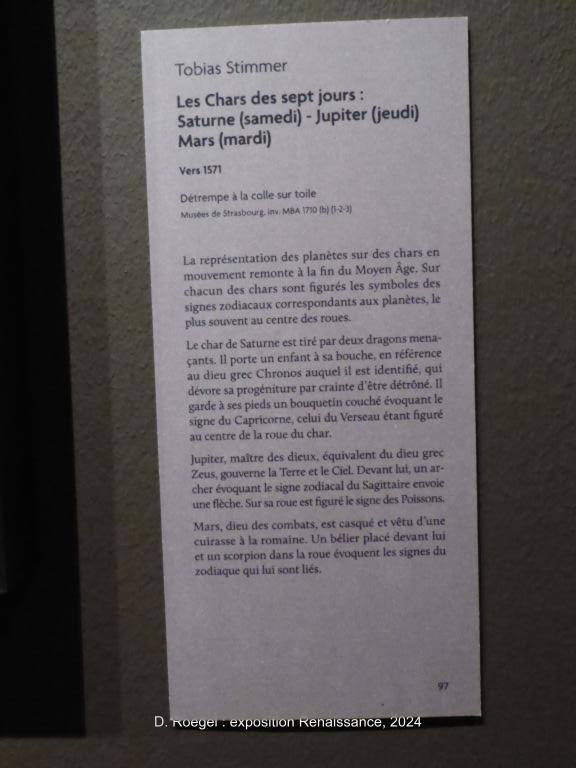 Tobias Stimmer
Les Chars des sept jours :
Saturne (samedi) - Jupiter (jeudi)
Mars (mardi)
Vers 1571
Détrempe à la colle sur toile
Musées de Strasbourg, inv. MBA 1710 (b) (1-2-3)
La représentation des planètes sur des chars en
mouvement remonte à la fin du Moyen Âge. Sur
chacun des chars sont figurés les symboles des
signes zodiacaux correspondants aux planètes, le
plus souvent au centre des roues.
Le char de Saturne est tiré par deux dragons mena-
çants. Il porte un enfant à sa bouche, en référence
au dieu grec Chronos auquel il est identifié, qui
dévore sa progéniture par crainte d'être détrôné. Il
garde à ses pieds un bouquetin couché évoquant le
signe du Capricorne, celui du Verseau étant figuré
au centre de la roue du char.
Jupiter, maître des dieux, équivalent du dieu grec
Zeus, gouverne la Terre et le Ciel. Devant lui, un ar-
cher évoquant le signe zodiacal du Sagittaire envoie
une flèche. Sur sa roue est figuré le signe des Poissons.
Mars, dieu des combats, est casqué et vêtu d'une
cuirasse à la romaine. Un bélier placé devant lui
et un scorpion dans la roue évoquent les signes du
zodiaque qui lui sont liés.
97
D. Roegel : exposition Renaissance, 2024